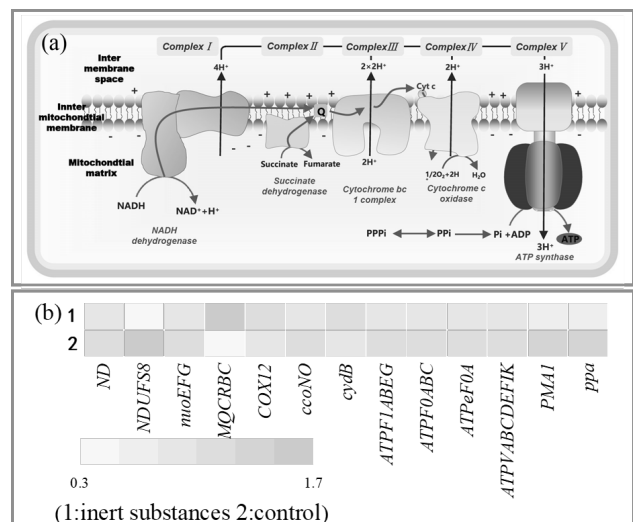 (a)
Complex I Complex II Complex III Complex IV Complex V
Inter
membrane
space
4H⁺ 2×2H⁺ 2H⁺ 3H⁺
Cyt c
Innter
mitochondtial
membrane
Q
Mitochondtial
matrix
Succinate Fumarate
2H⁺
1/2O₂+2H H₂O
Succinate
dehydrogenase
Cytochrome bc
1 complex
Cytochrome c
oxidase
NADH
NAD⁺+H⁺
NADH
dehydrogenase
PPPi PPi Pi +ADP ATP
3H⁺
ATP synthase
(b)
1
2
ND NDUFS8 nuoEFG MQCRBC COX12 ccoNO cydB ATPF1ABEG ATPF0ABC ATPeF0A ATPVABCDEFIK PMA1 ppa
0.3 1.7
(1:inert substances 2:control)